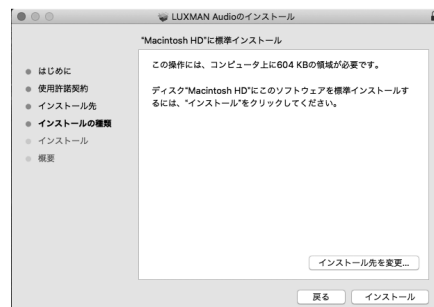 LUXMAN Audioのインストール
"Macintosh HD"に標準インストール
はじめに
使用許諾契約
インストール先
インストールの種類
インストール
概要
この操作には、コンピュータ上に604 KBの領域が必要です。
ディスク"Macintosh HD"にこのソフトウェアを標準インストールす
るには、"インストール"をクリックしてください。
インストール先を変更...
戻る
インストール